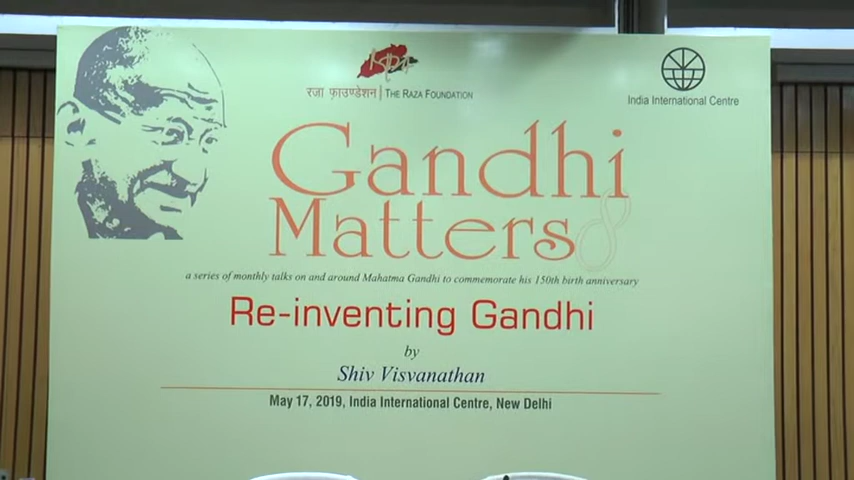 रजा फ़ाउण्डेशन | THE RAZA FOUNDATION
India International Centre
Gandhi
Matters 8
a series of monthly talks on and around Mahatma Gandhi to commemorate his 150th birth anniversary
Re-inventing Gandhi
by
Shiv Visvanathan
May 17, 2019, India International Centre, New Delhi